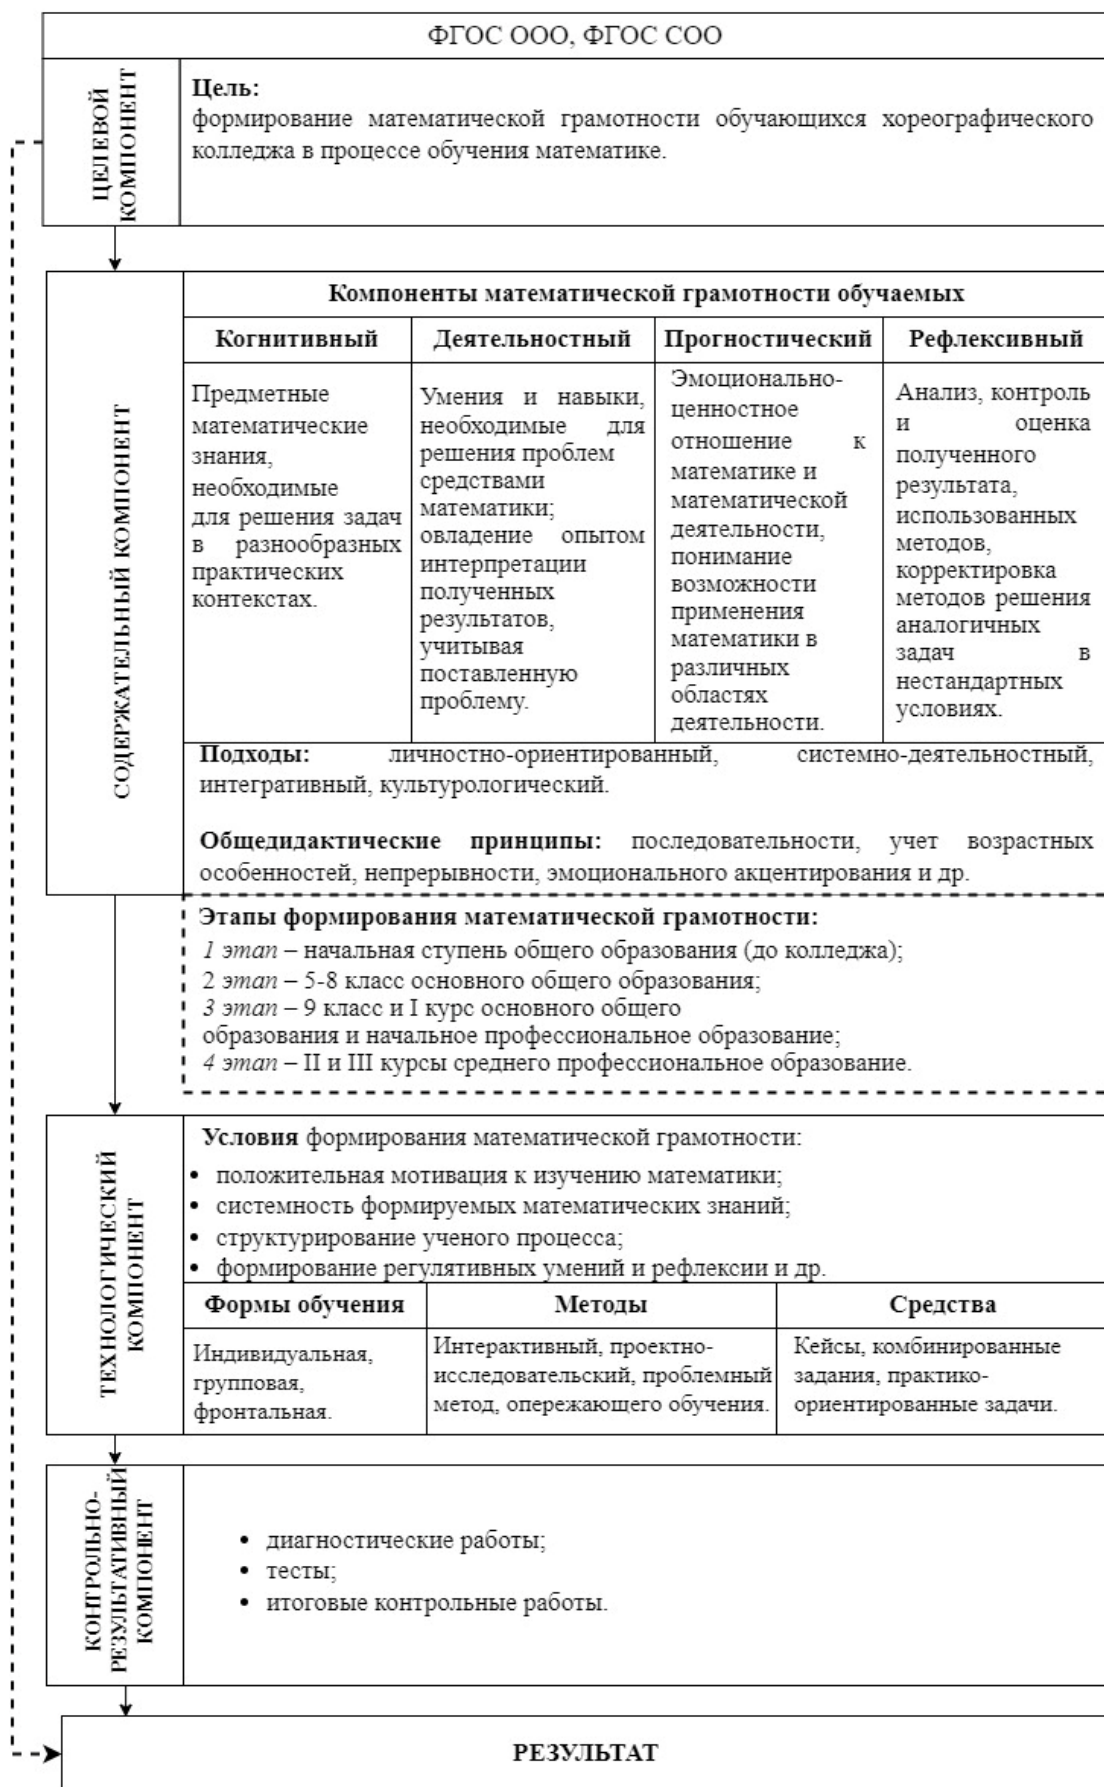 ФГОС ООО, ФГОС СОО
ЦЕЛЕВОЙ
КОМПОНЕНТ
Цель:
формирование математической грамотности обучающихся хореографического
колледжа в процессе обучения математике.
СОДЕРЖАТЕЛЬНЫЙ КОМПОНЕНТ
Компоненты математической грамотности обучаемых
Когнитивный
Деятельностный
Прогностический
Рефлексивный
Предметные
математические
знания,
необходимые
для решения задач
в разнообразных
практических
контекстах.
Умения и навыки,
необходимые для
решения проблем
средствами
математики;
овладение опытом
интерпретации
полученных
результатов,
учитывая
поставленную
проблему.
Эмоционально-
ценностное
отношение к
математике и
математической
деятельности,
понимание
возможности
применения
математики в
различных
областях
деятельности.
Анализ, контроль
и оценка
полученного
результата,
использованных
методов,
корректировка
методов решения
аналогичных
задач в
нестандартных
условиях.
Подходы: личностно-ориентированный, системно-деятельностный,
интегративный, культурологический.
Общедидактические принципы: последовательности, учет возрастных
особенностей, непрерывности, эмоционального акцентирования и др.
Этапы формирования математической грамотности:
1 этап – начальная ступень общего образования (до колледжа);
2 этап – 5-8 класс основного общего образования;
3 этап – 9 класс и I курс основного общего
образования и начальное профессиональное образование;
4 этап – II и III курсы среднего профессиональное образование.
ТЕХНОЛОГИЧЕСКИЙ
КОМПОНЕНТ
Условия формирования математической грамотности:
• положительная мотивация к изучению математики;
• системность формируемых математических знаний;
• структурирование ученого процесса;
• формирование регулятивных умений и рефлексии и др.
Формы обучения
Методы
Средства
Индивидуальная,
групповая,
фронтальная.
Интерактивный, проектно-
исследовательский, проблемный
метод, опережающего обучения.
Кейсы, комбинированные
задания, практико-
ориентированные задачи.
КОНТРОЛЬНО-
РЕЗУЛЬТАТИВНЫЙ
КОМПОНЕНТ
• диагностические работы;
• тесты;
• итоговые контрольные работы.
РЕЗУЛЬТАТ